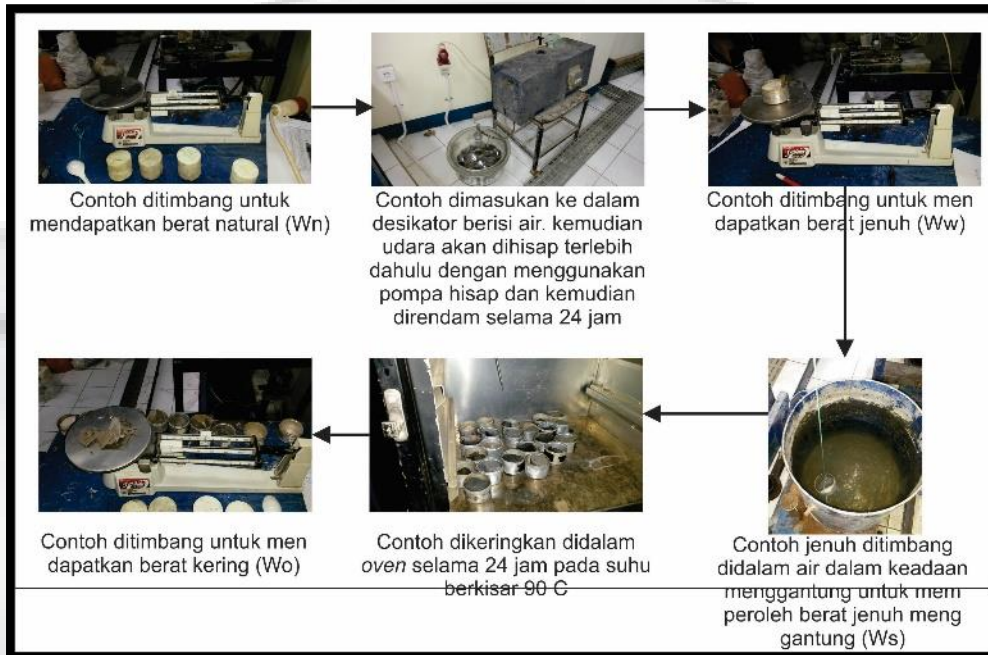 Contoh ditimbang untuk
mendapatkan berat natural (Wn)
Contoh dimasukan ke dalam
desikator berisi air. kemudian
udara akan dihisap terlebih
dahulu dengan menggunakan
pompa hisap dan kemudian
direndam selama 24 jam
Contoh ditimbang untuk men
dapatkan berat jenuh (Ww)
Contoh jenuh ditimbang
didalam air dalam keadaan
menggantung untuk mem
peroleh berat jenuh meng
gantung (Ws)
Contoh dikeringkan didalam
oven selama 24 jam pada suhu
berkisar 90 C
Contoh ditimbang untuk men
dapatkan berat kering (Wo)